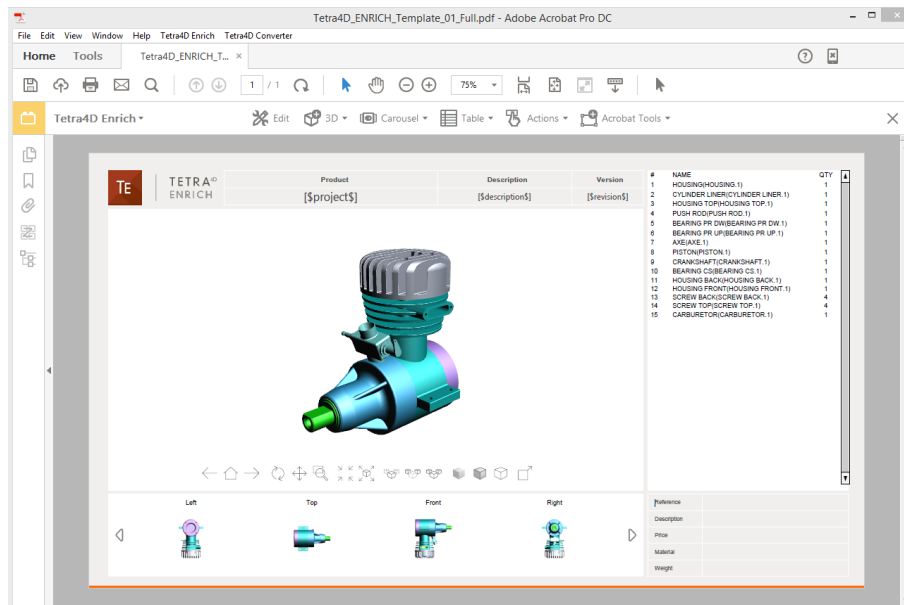 Tetra4D_ENRICH_Template_01_Full.pdf - Adobe Acrobat Pro DC
File Edit View Window Help Tetra4D Enrich Tetra4D Converter
Home Tools Tetra4D_ENRICH_T... ×
1 / 1 75%
Tetra4D Enrich Edit 3D Carousel Table Actions Acrobat Tools
TE TETRA4D ENRICH
Product Description Version
[$project$] [$description$] [$revision$]
# NAME QTY
1 HOUSING(HOUSING.1) 1
2 CYLINDER LINER(CYLINDER LINER.1) 1
3 HOUSING TOP(HOUSING TOP.1) 1
4 PUSH ROD(PUSH ROD.1) 1
5 BEARING PR DW(BEARING PR DW.1) 1
6 BEARING PR UP(BEARING PR UP.1) 1
7 AXE(AXE.1) 1
8 PISTON(PISTON.1) 1
9 CRANKSHAFT(CRANKSHAFT.1) 1
10 BEARING CS(BEARING CS.1) 1
11 HOUSING BACK(HOUSING BACK.1) 1
12 HOUSING FRONT(HOUSING FRONT.1) 1
13 SCREW BACK(SCREW BACK.1) 4
14 SCREW TOP(SCREW TOP.1) 4
15 CARBURETOR(CARBURETOR.1) 1
Left Top Front Right
Reference
Description
Price
Material
Weight